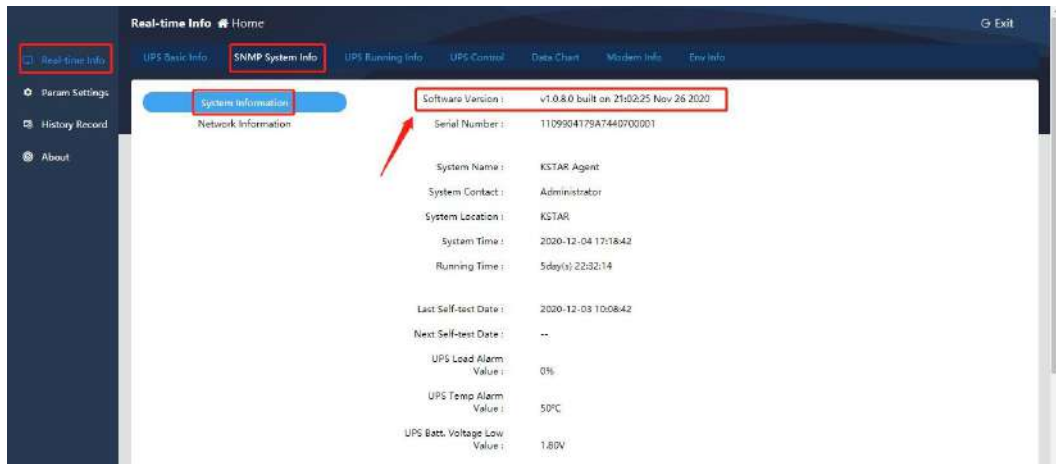 Real-time Info Home
Exit
Real-time Info
Param Settings
History Record
About
UPS Basic Info
SNMP System Info
UPS Running Info
UPS Control
Data Chart
Modem Info
Env Info
System Information
Network Information
Software Version : v1.0.8.0 built on 21:02:25 Nov 26 2020
Serial Number : 1109904179A7440700001
System Name : KSTAR Agent
System Contact : Administrator
System Location : KSTAR
System Time : 2020-12-04 17:18:42
Running Time : 5day(s) 22:32:14
Last Self-test Date : 2020-12-03 10:08:42
Next Self-test Date : --
UPS Load Alarm
Value : 0%
UPS Temp Alarm
Value : 50°C
UPS Batt. Voltage Low
Value : 1.80V